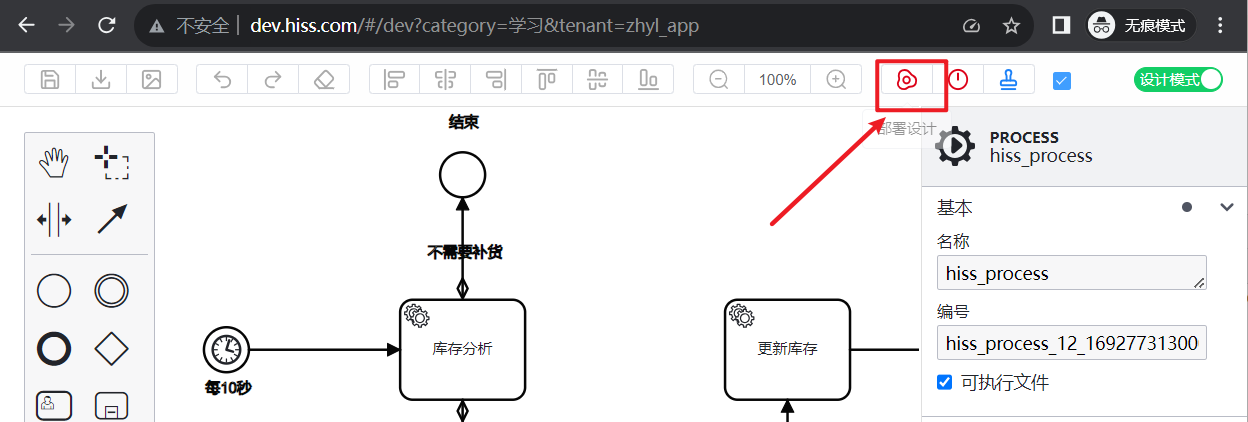 不安全 | dev.hiss.com/#/dev?category=学习&tenant=zhyl_app
无痕模式
100%
设计模式
部署设计
结束
PROCESS
hiss_process
基本
不需要补货
名称
hiss_process
编号
库存分析
更新库存
hiss_process_12_16927731300
每10秒
可执行文件